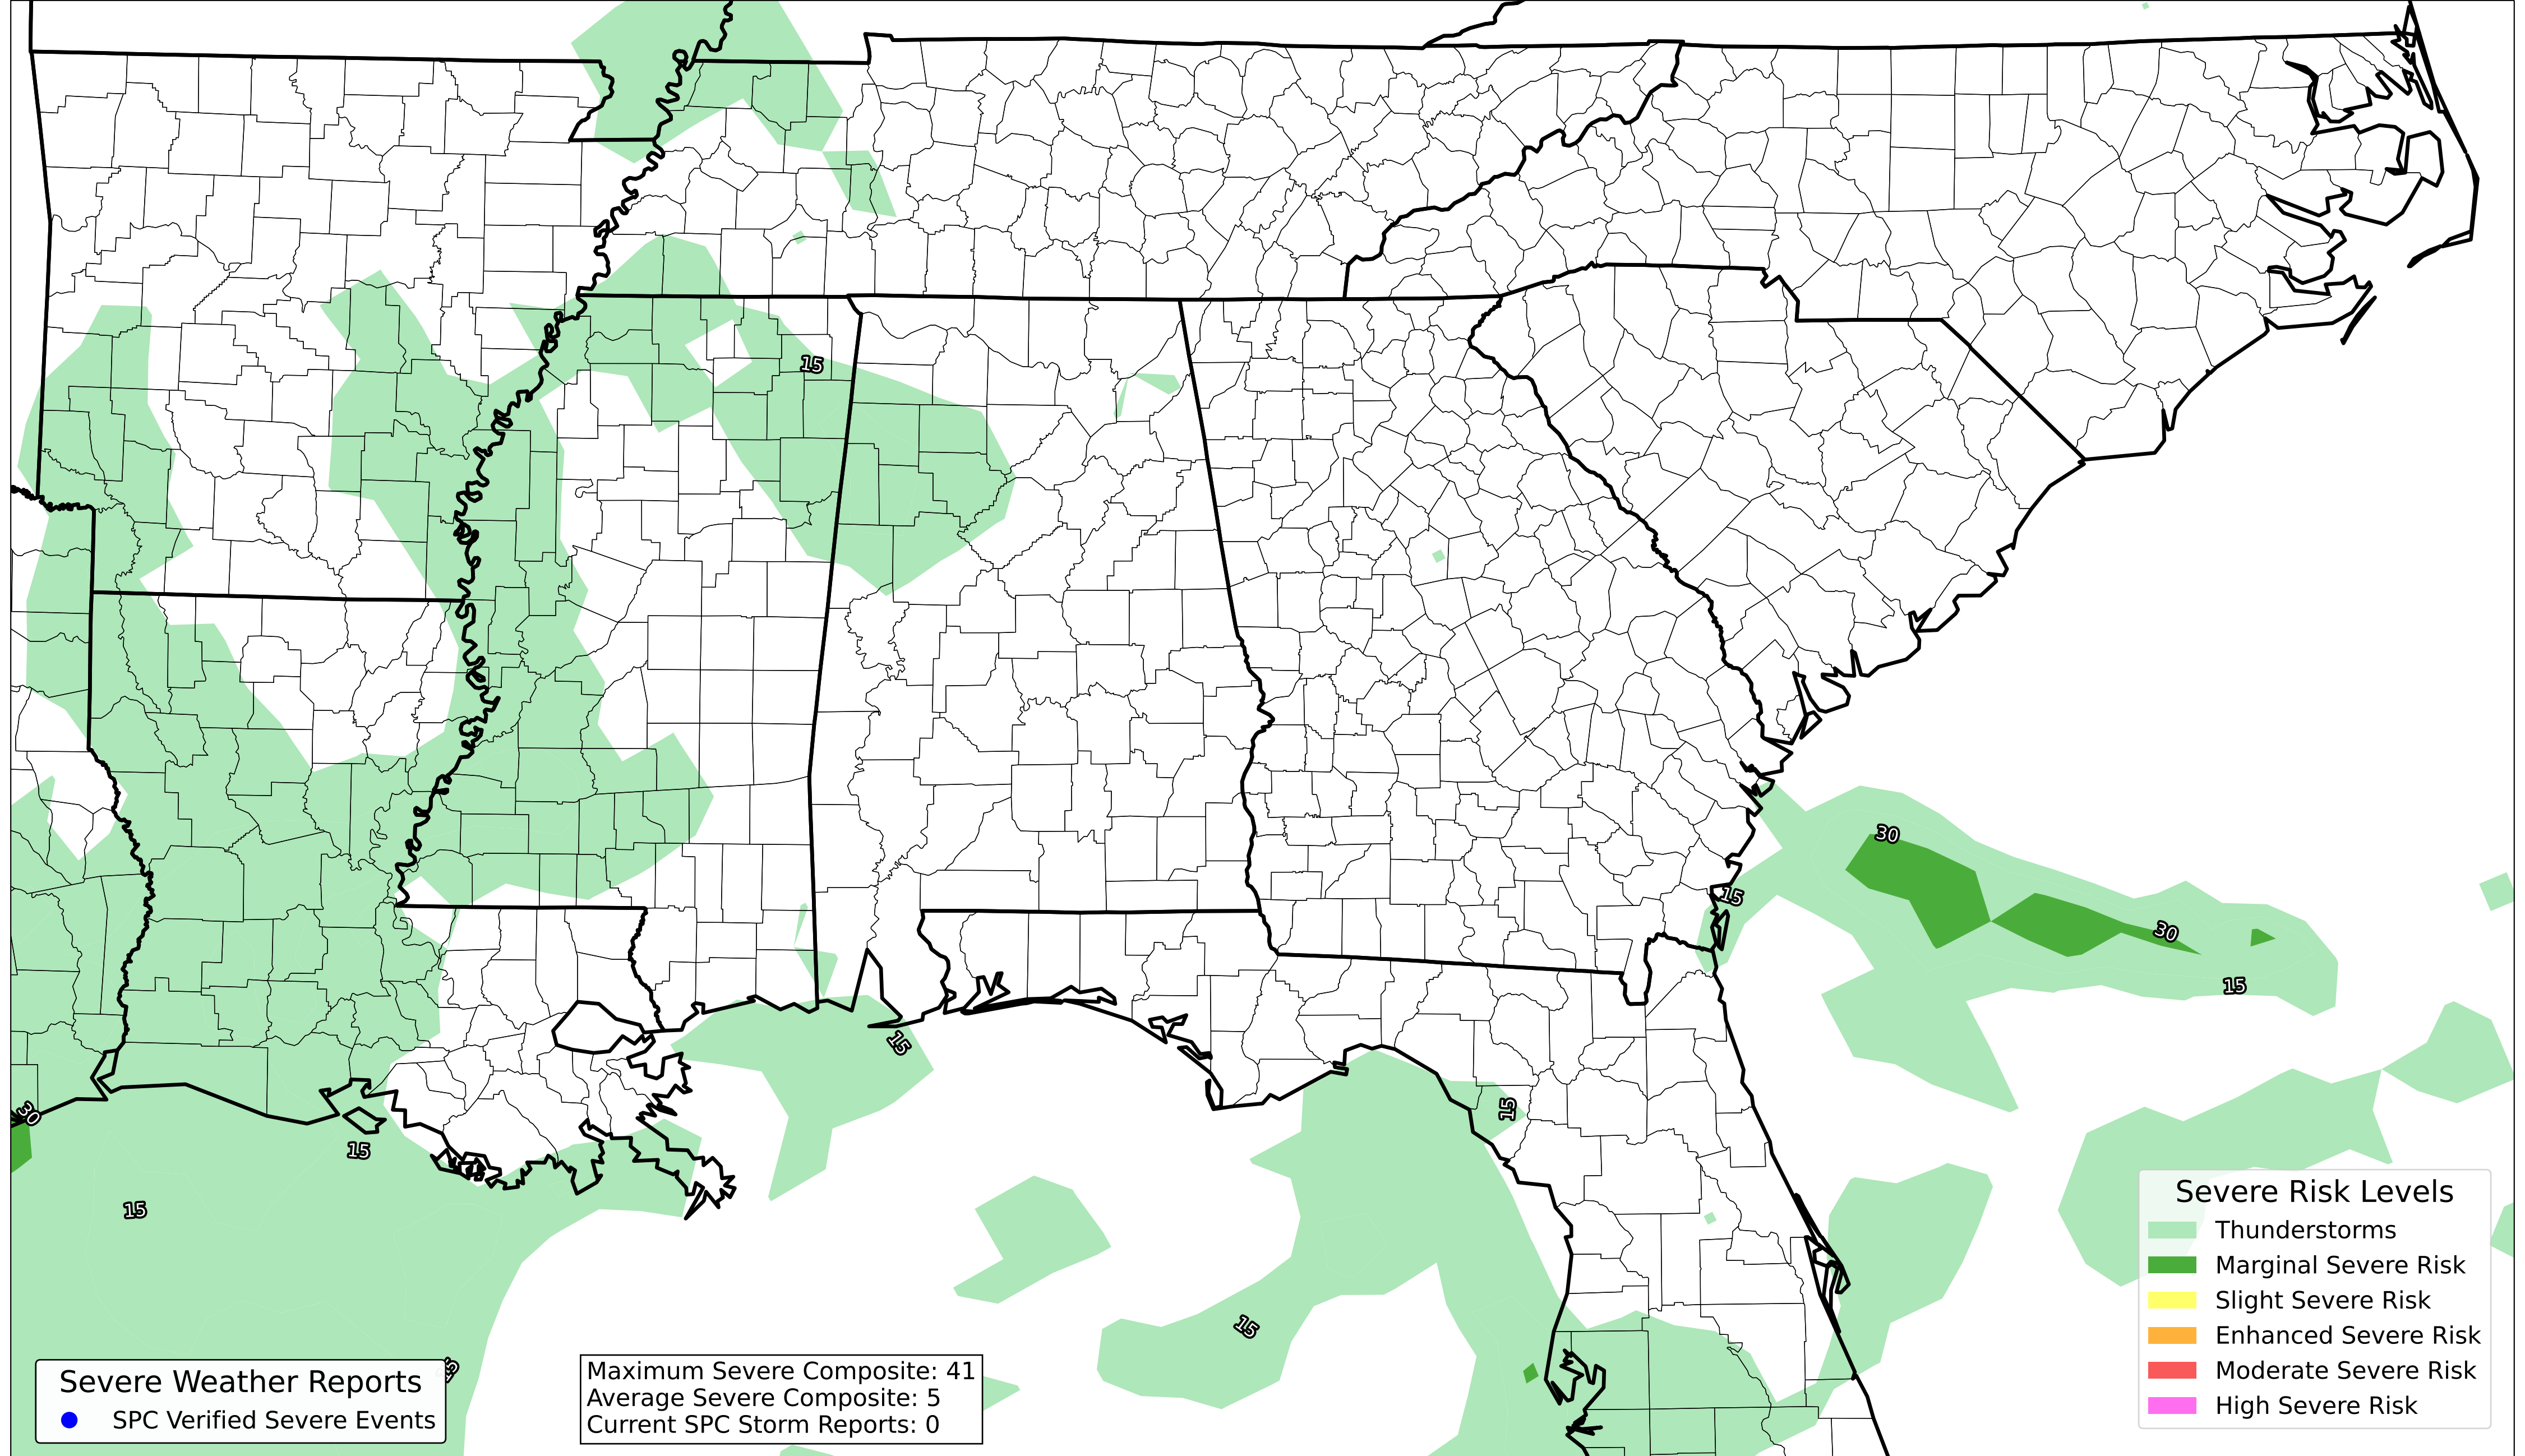 15
30
15
30
15
15
30
15
15
15
15
Severe Risk Levels
Thunderstorms
Marginal Severe Risk
Slight Severe Risk
Enhanced Severe Risk
Moderate Severe Risk
High Severe Risk
Severe Weather Reports
SPC Verified Severe Events
Maximum Severe Composite: 41
Average Severe Composite: 5
Current SPC Storm Reports: 0